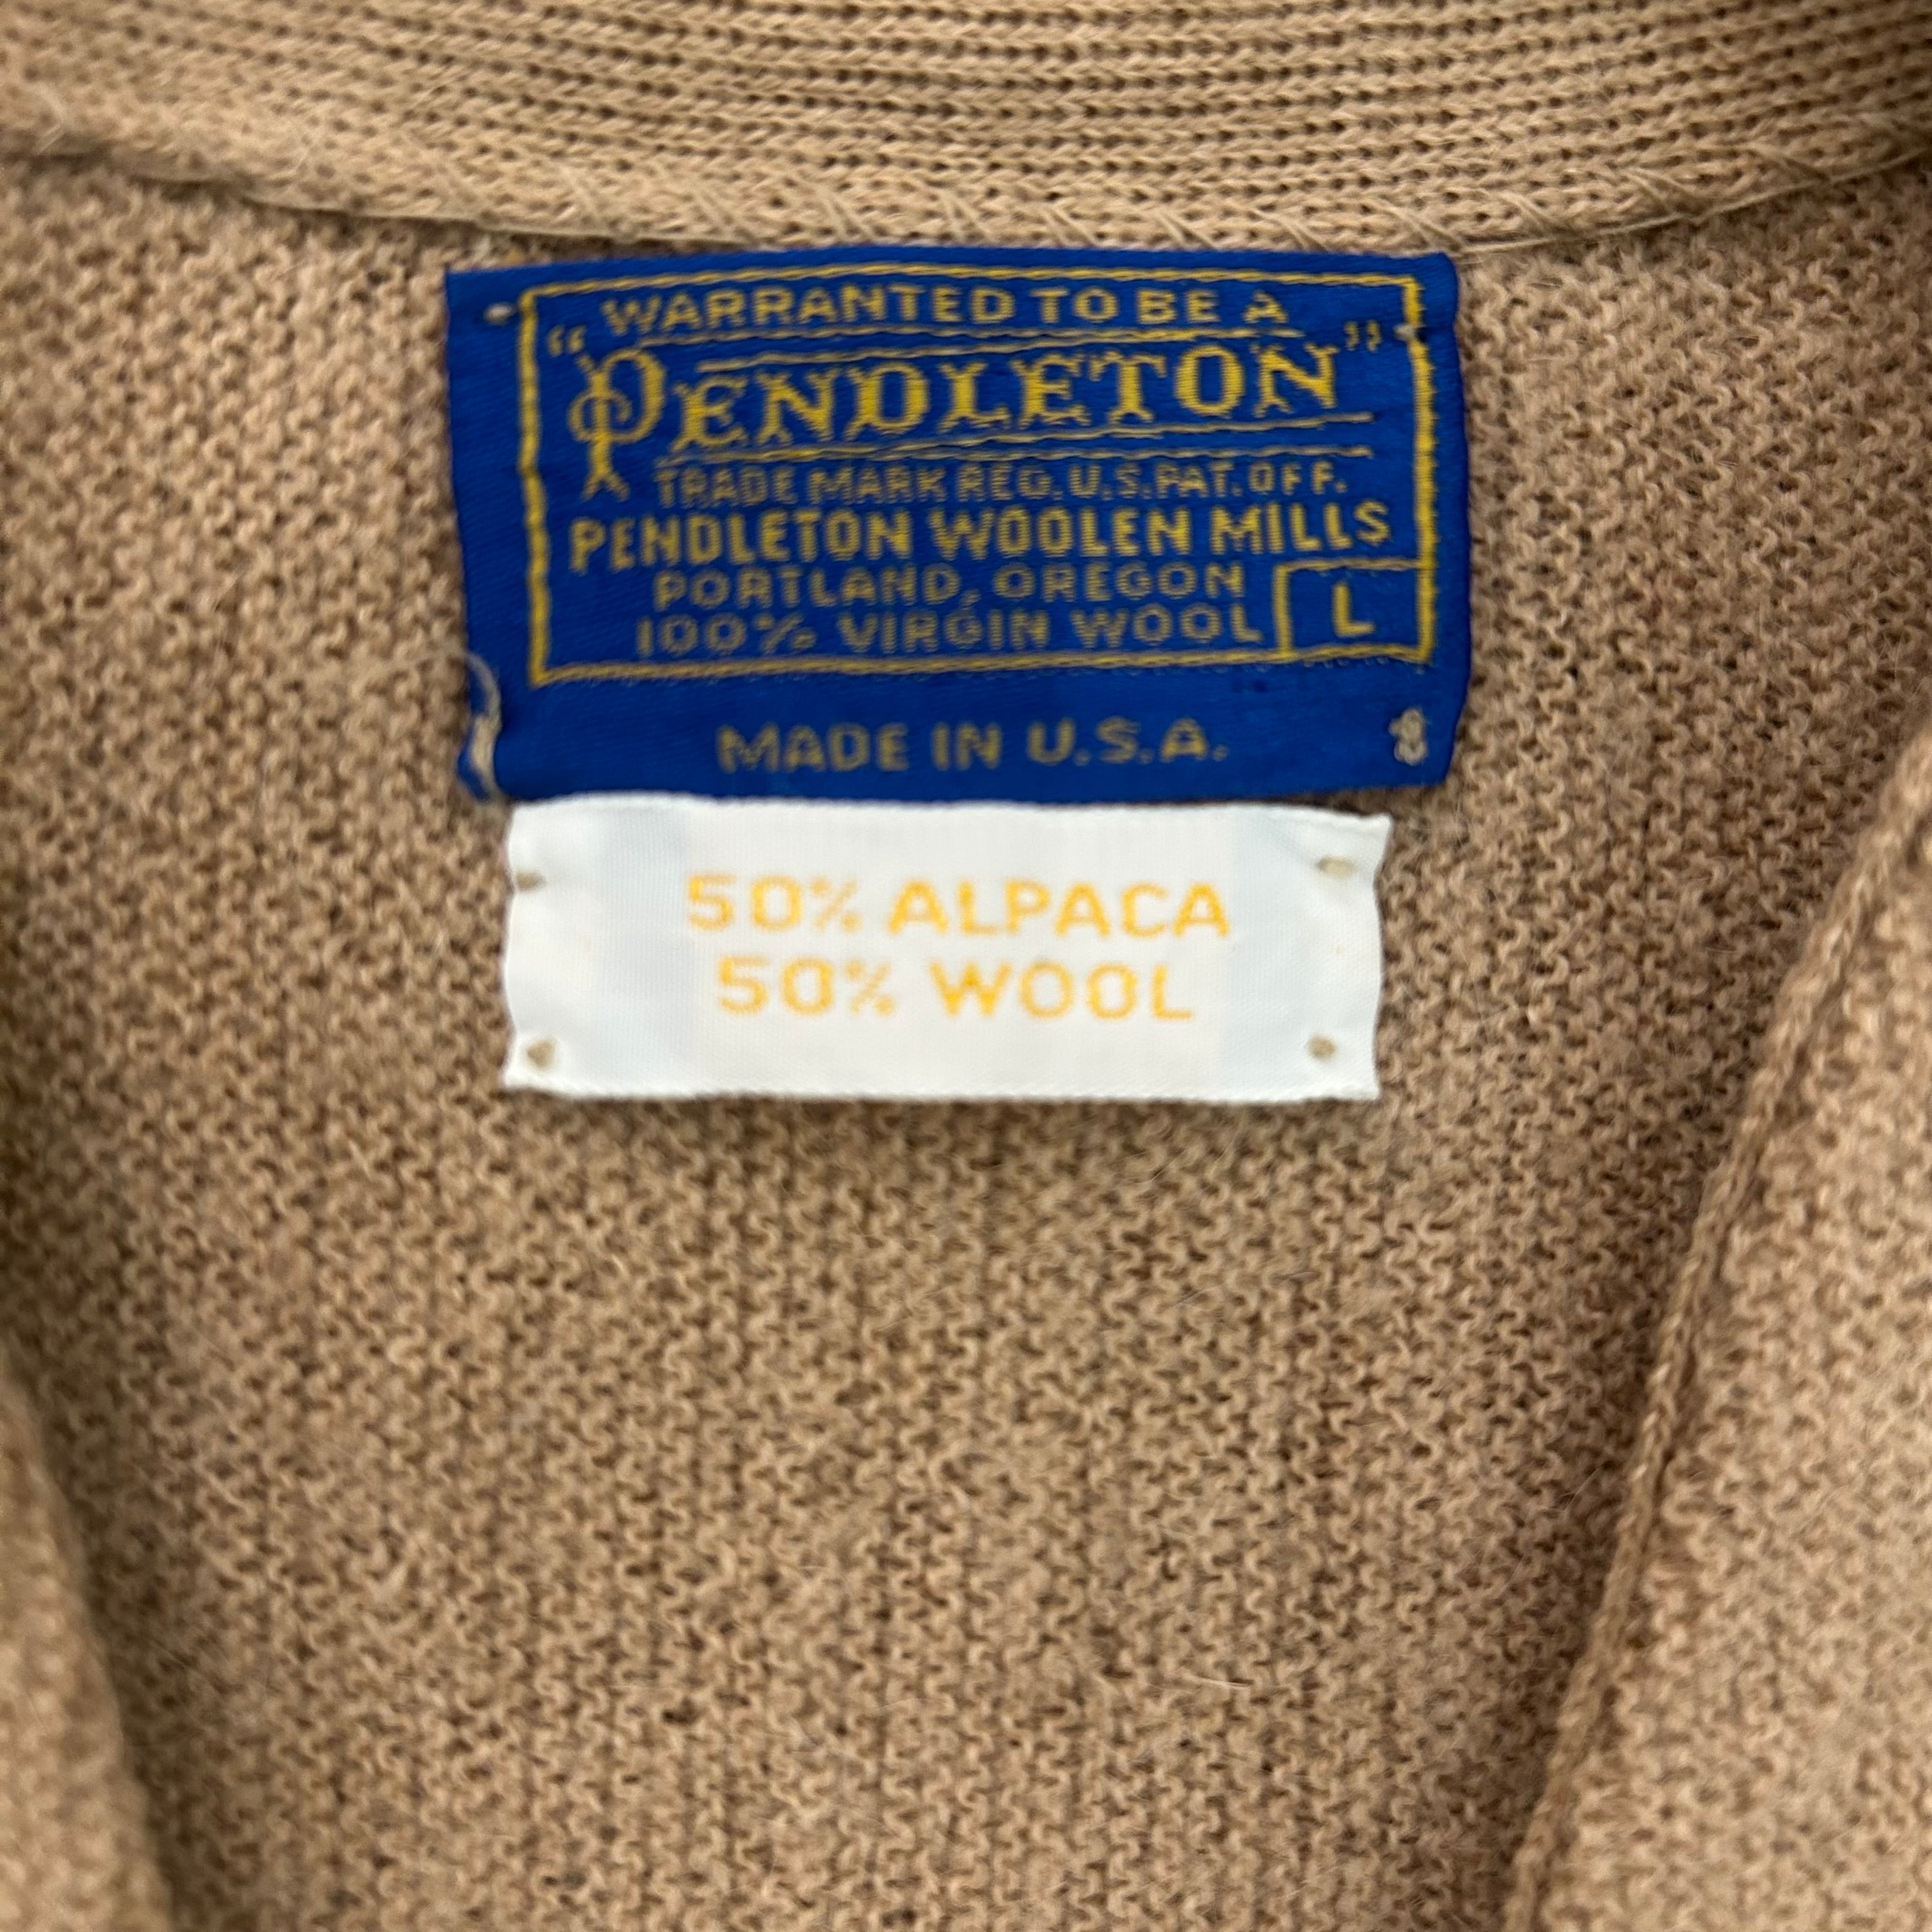 WARRANTED TO BE A
"PENDLETON"
TRADE MARK REG. U.S. PAT. OFF.
PENDLETON WOOLEN MILLS
PORTLAND, OREGON
100% VIRGIN WOOL L
MADE IN U.S.A.
50% ALPACA
50% WOOL